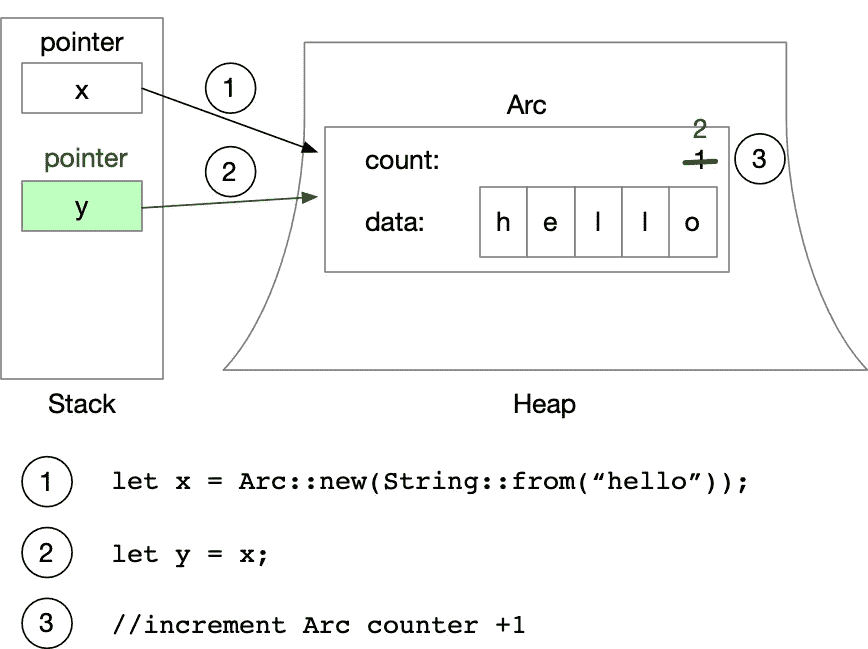 pointer
x
1
pointer
y
2
Arc
count:
2
1
3
data:
h e l l o
Stack
Heap
1 let x = Arc::new(String::from(“hello”));
2 let y = x;
3 //increment Arc counter +1